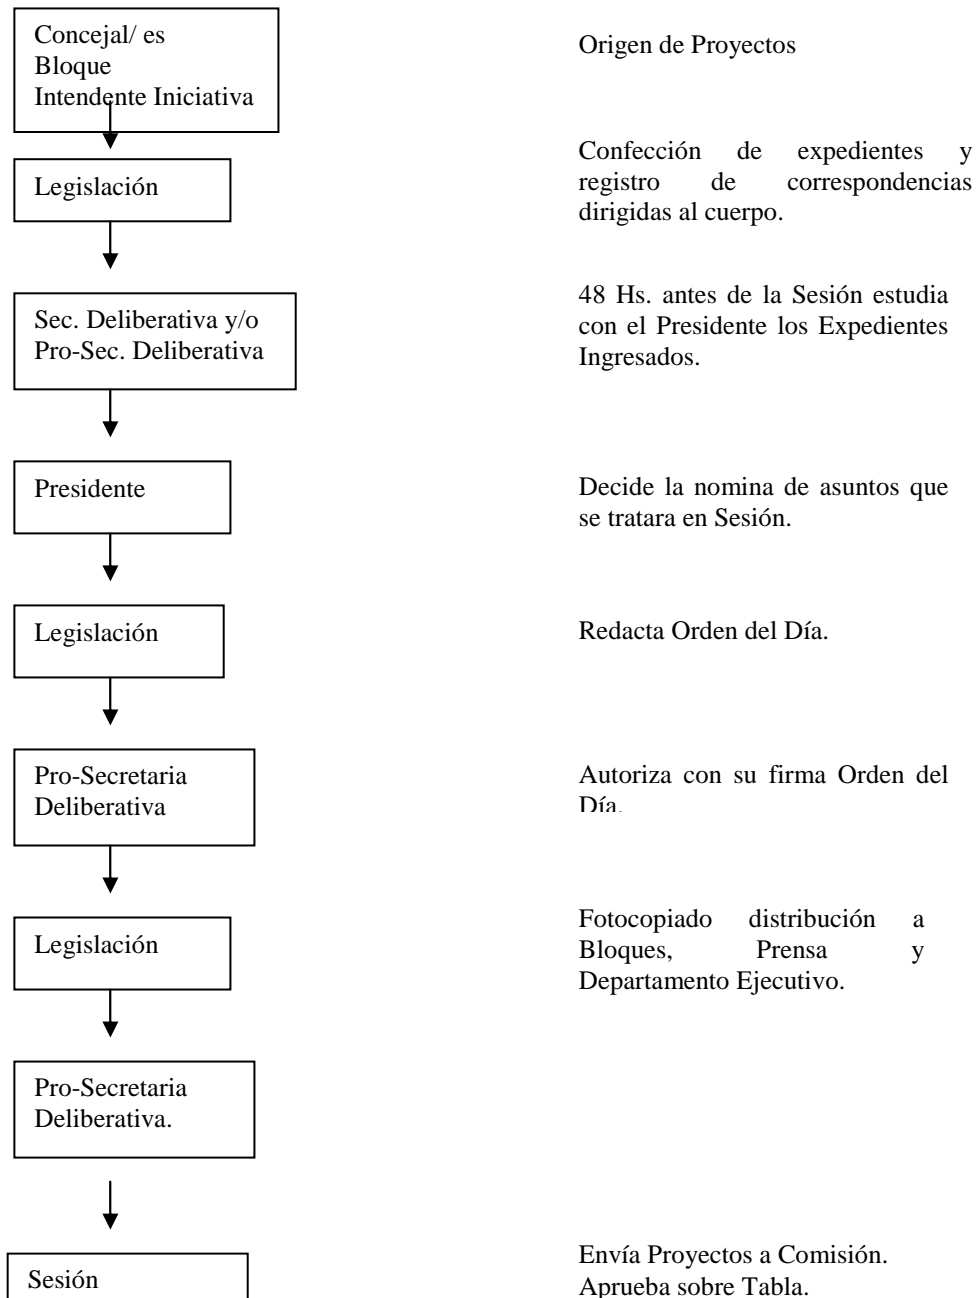 Concejal/ es
Bloque
Intendente Iniciativa
Origen de Proyectos
Legislación
Confección de expedientes y
registro de correspondencias
dirigidas al cuerpo.
Sec. Deliberativa y/o
Pro-Sec. Deliberativa
48 Hs. antes de la Sesión estudia
con el Presidente los Expedientes
Ingresados.
Presidente
Decide la nomina de asuntos que
se tratara en Sesión.
Legislación
Redacta Orden del Día.
Pro-Secretaria
Deliberativa
Autoriza con su firma Orden del
Día.
Legislación
Fotocopiado distribución a
Bloques, Prensa y
Departamento Ejecutivo.
Pro-Secretaria
Deliberativa.
Sesión
Envía Proyectos a Comisión.
Aprueba sobre Tabla.